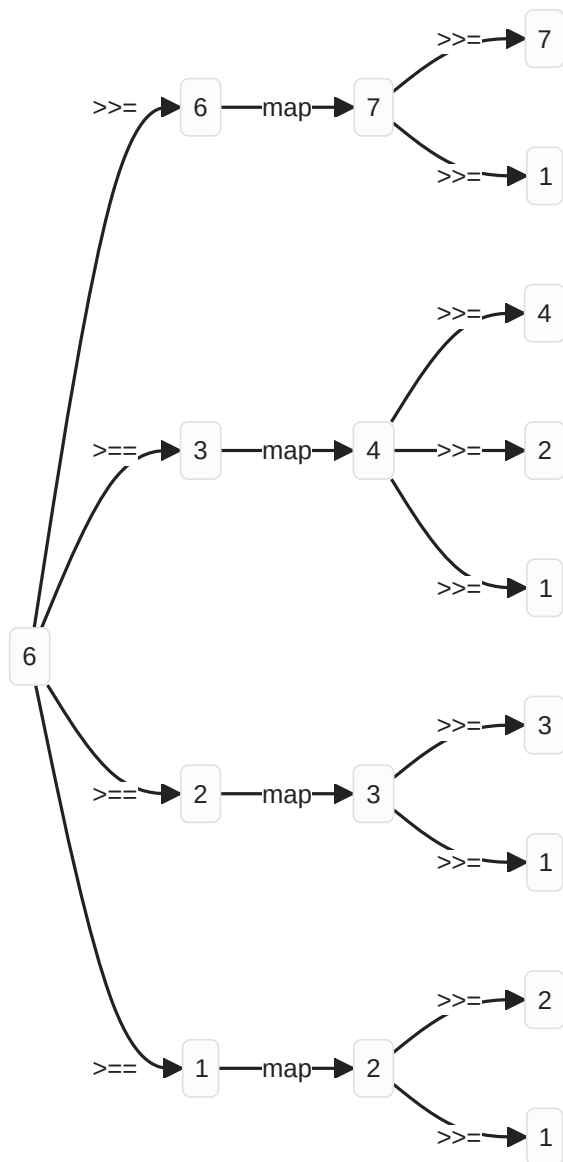 >>= 7
>>= 6 map 7
>>= 1
>>= 4
>== 3 map 4 >>= 2
>>= 1
6
>>= 3
>== 2 map 3
>>= 1
>>= 2
>== 1 map 2
>>= 1